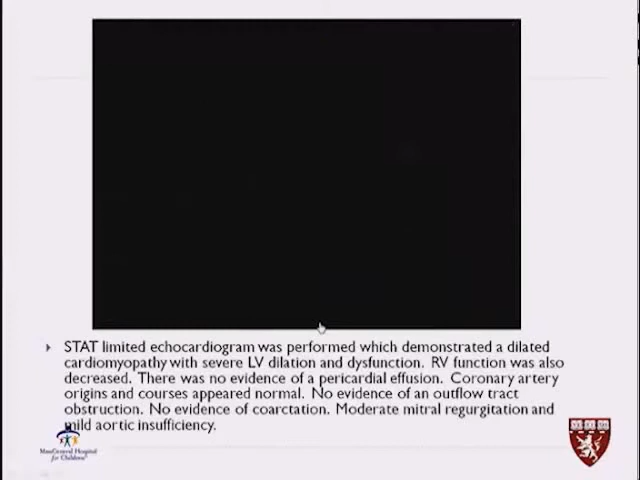 STAT limited echocardiogram was performed which demonstrated a dilated
cardiomyopathy with severe LV dilation and dysfunction. RV function was also
decreased. There was no evidence of a pericardial effusion. Coronary artery
origins and courses appeared normal. No evidence of an outflow tract
obstruction. No evidence of coarctation. Moderate mitral regurgitation and
mild aortic insufficiency.
MassGeneral Hospital
for Children